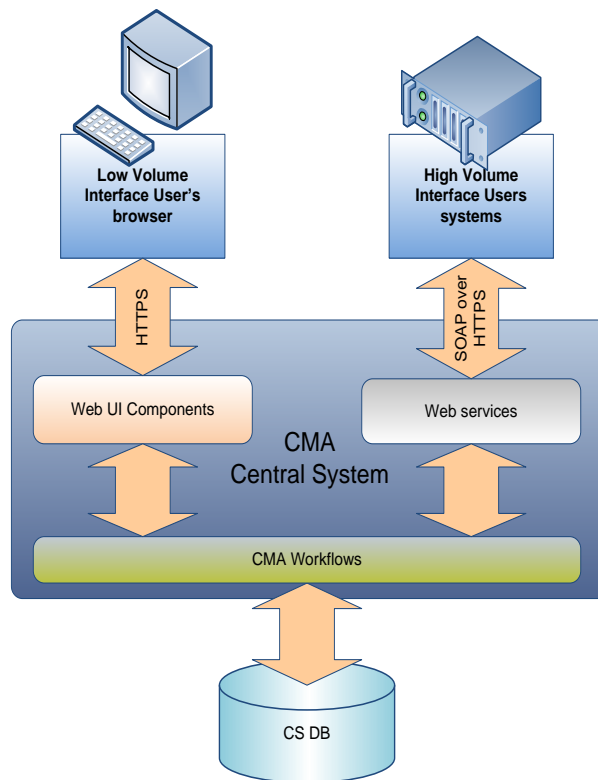 Low Volume
Interface User's
browser
High Volume
Interface Users
systems
HTTPS
SOAP over
HTTPS
Web UI Components
Web services
CMA
Central System
CMA Workflows
CS DB